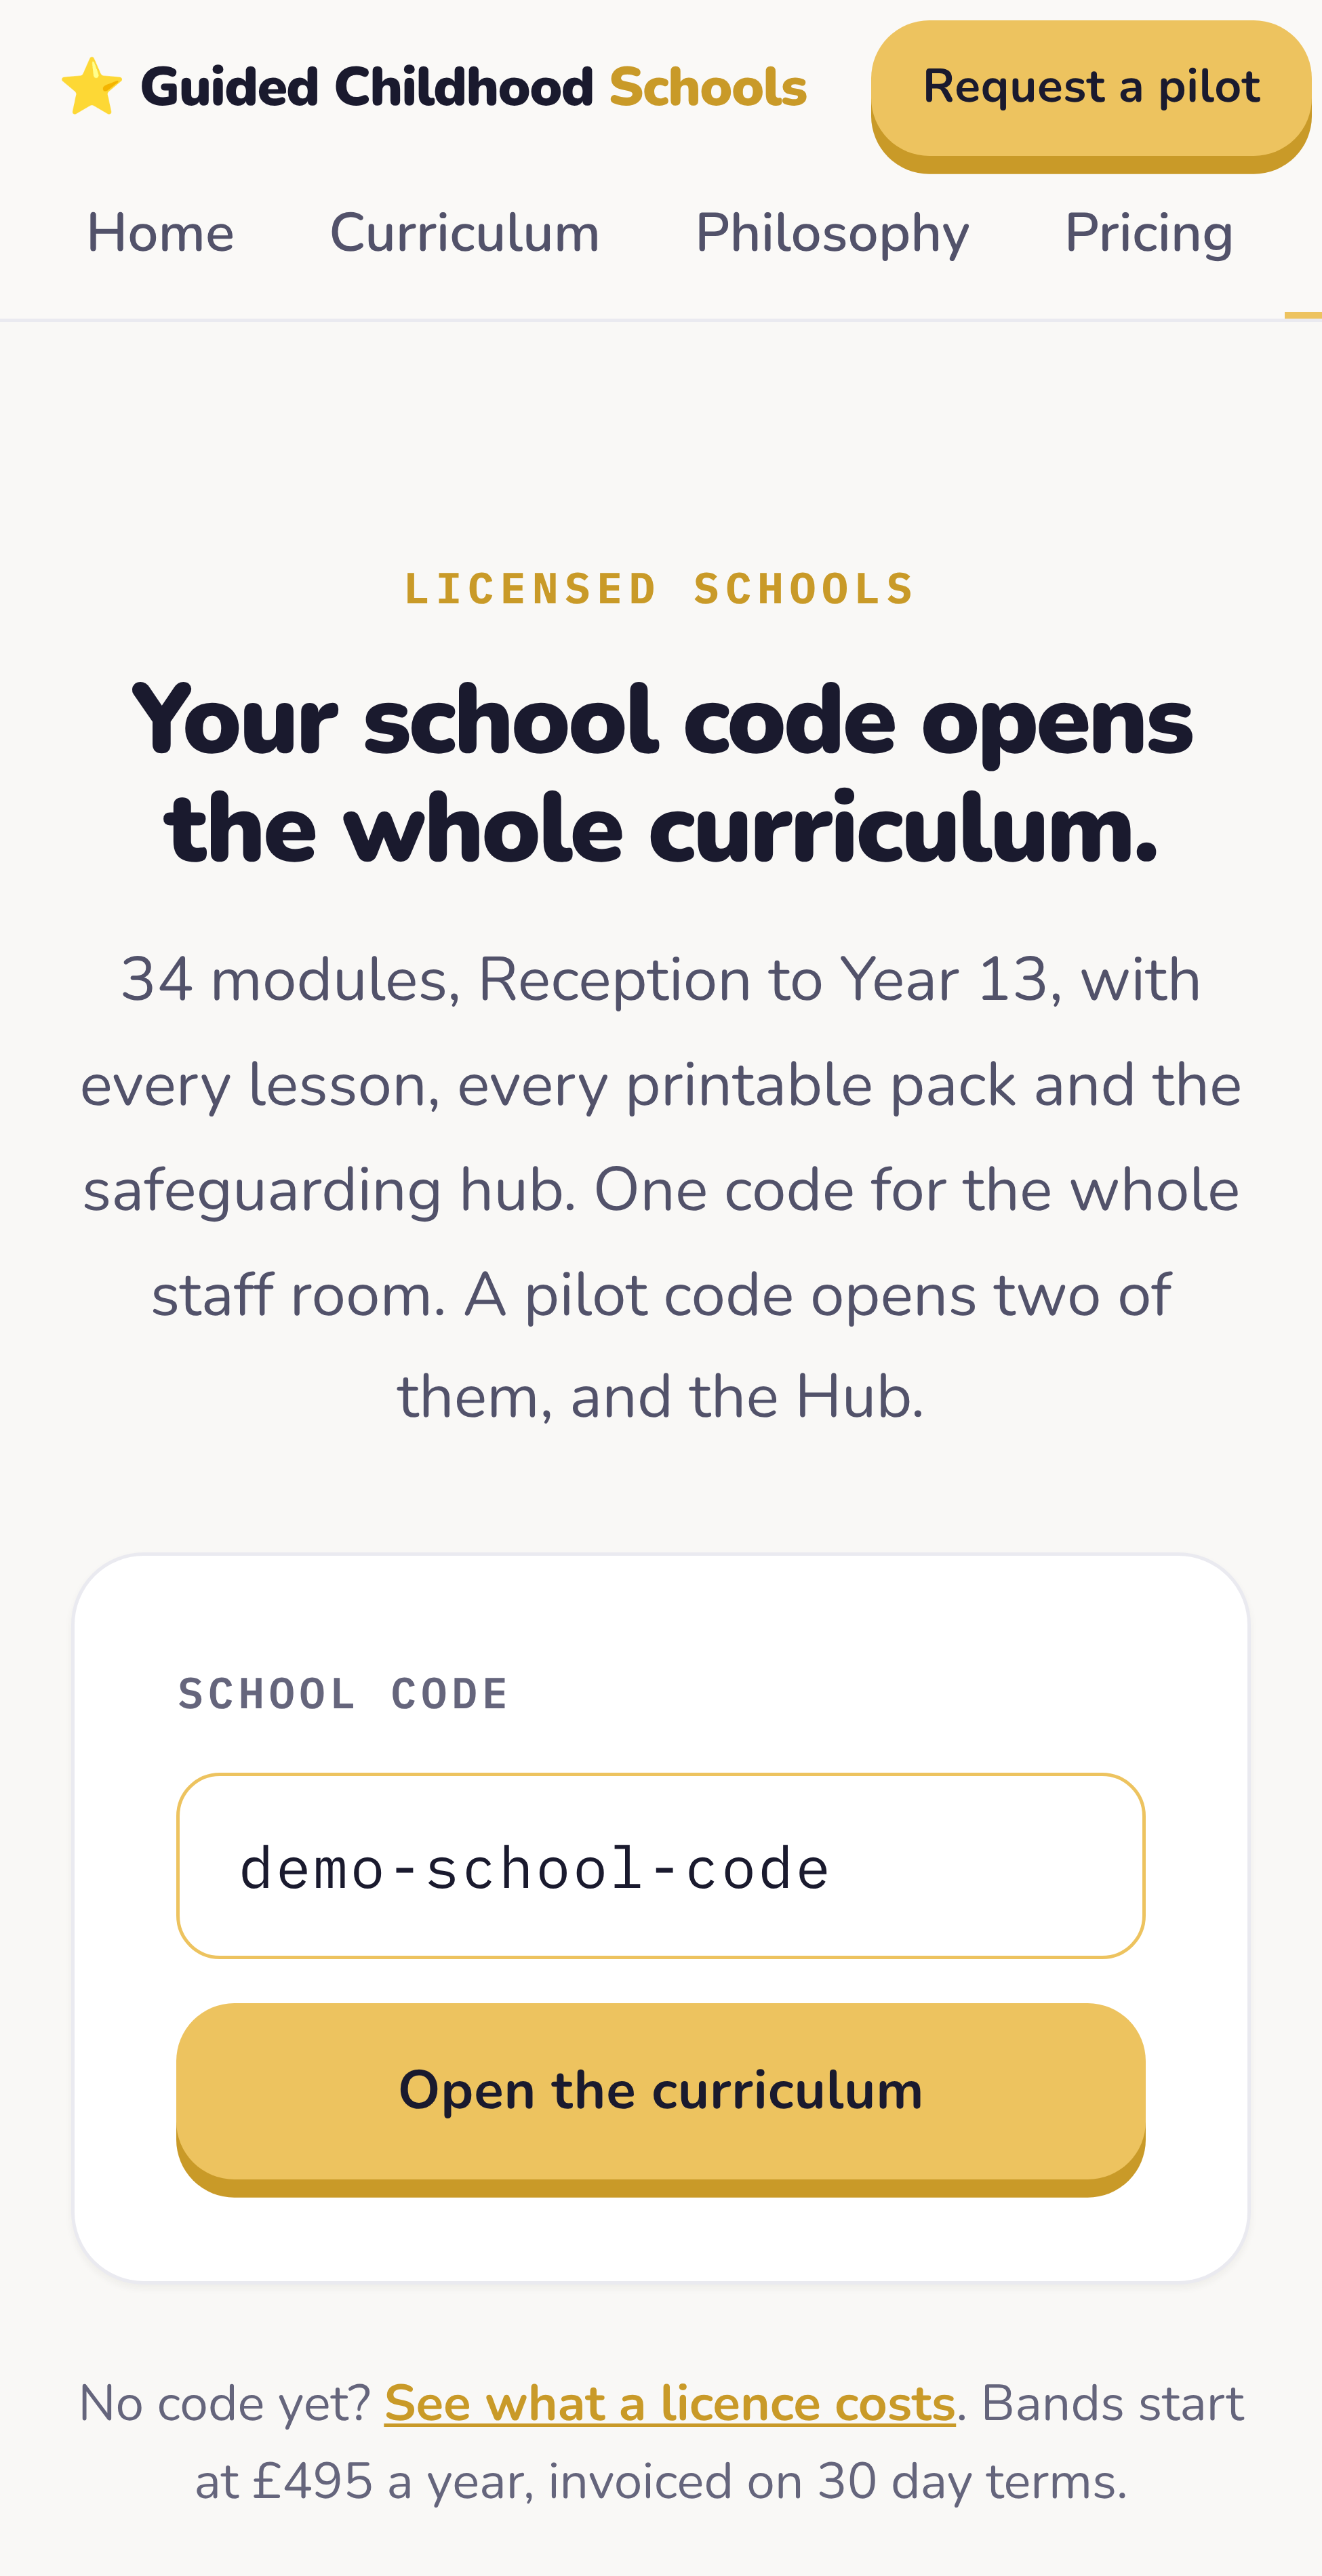 ⭐ Guided Childhood Schools
Request a pilot
Home Curriculum Philosophy Pricing
LICENSED SCHOOLS
Your school code opens
the whole curriculum.
34 modules, Reception to Year 13, with
every lesson, every printable pack and the
safeguarding hub. One code for the whole
staff room. A pilot code opens two of
them, and the Hub.
SCHOOL CODE
demo-school-code
Open the curriculum
No code yet? See what a licence costs. Bands start
at £495 a year, invoiced on 30 day terms.